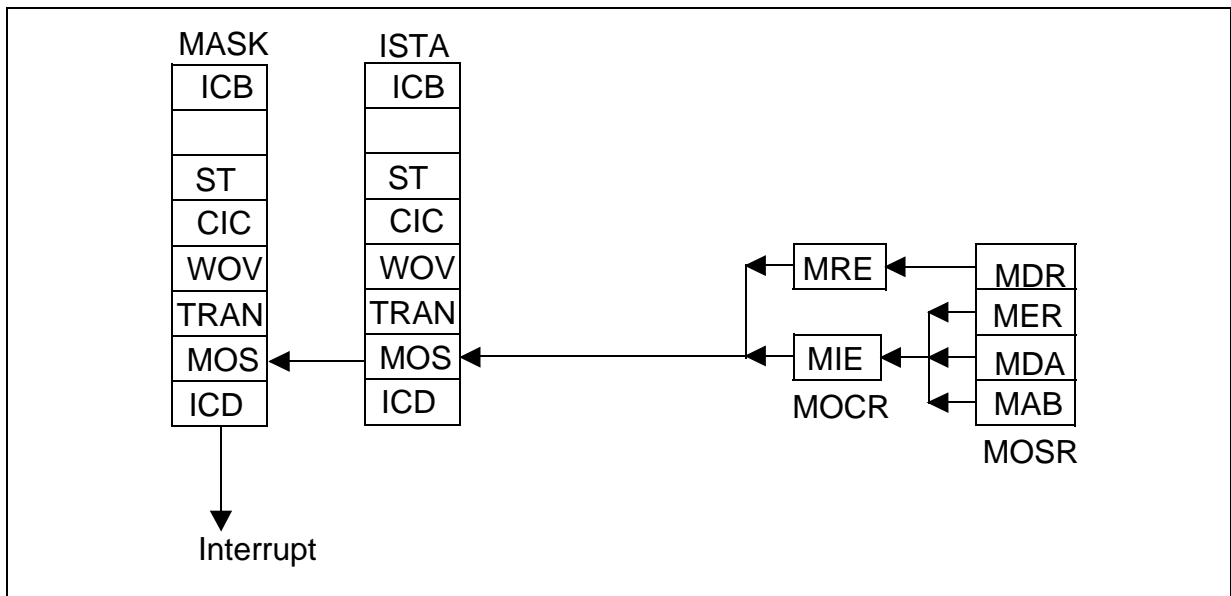 MASK
ICB
ST
CIC
WOV
TRAN
MOS
ICD
Interrupt
ISTA
ICB
ST
CIC
WOV
TRAN
MOS
ICD
MRE
MIE
MOCR
MDR
MER
MDA
MAB
MOSR